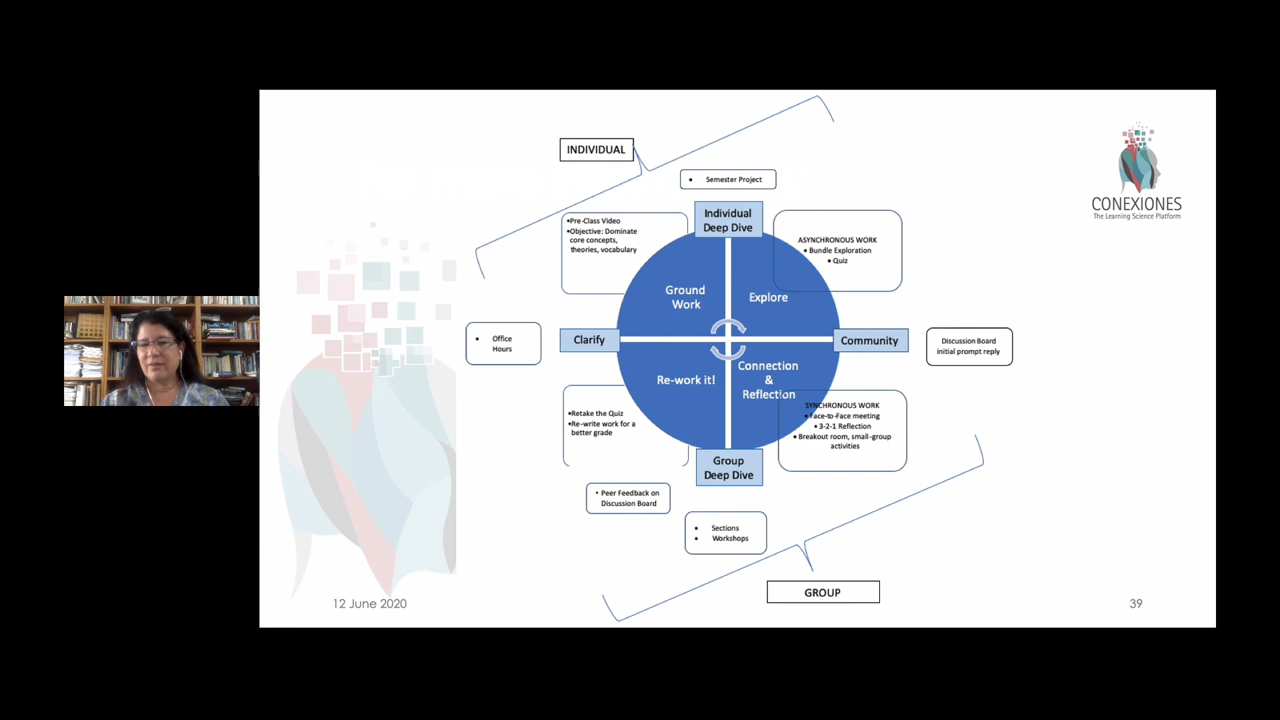 INDIVIDUAL
• Semester Project
CONEXIONES
The Learning Science Platform
Individual
Deep Dive
•Pre-Class Video
•Objective: Dominate
core concepts,
theories, vocabulary
ASYNCHRONOUS WORK
• Bundle Exploration
• Quiz
Ground
Work
Explore
• Office
Hours
Clarify
Community
Discussion Board
initial prompt reply
Re-work it!
Connection
&
Reflection
•Retake the Quiz
•Re-write work for a
better grade
SYNCHRONOUS WORK
• Face-to-Face meeting
• 3-2-1 Reflection
• Breakout room, small-group
activities
Group
Deep Dive
• Peer Feedback on
Discussion Board
• Sections
• Workshops
GROUP
12 June 2020
39